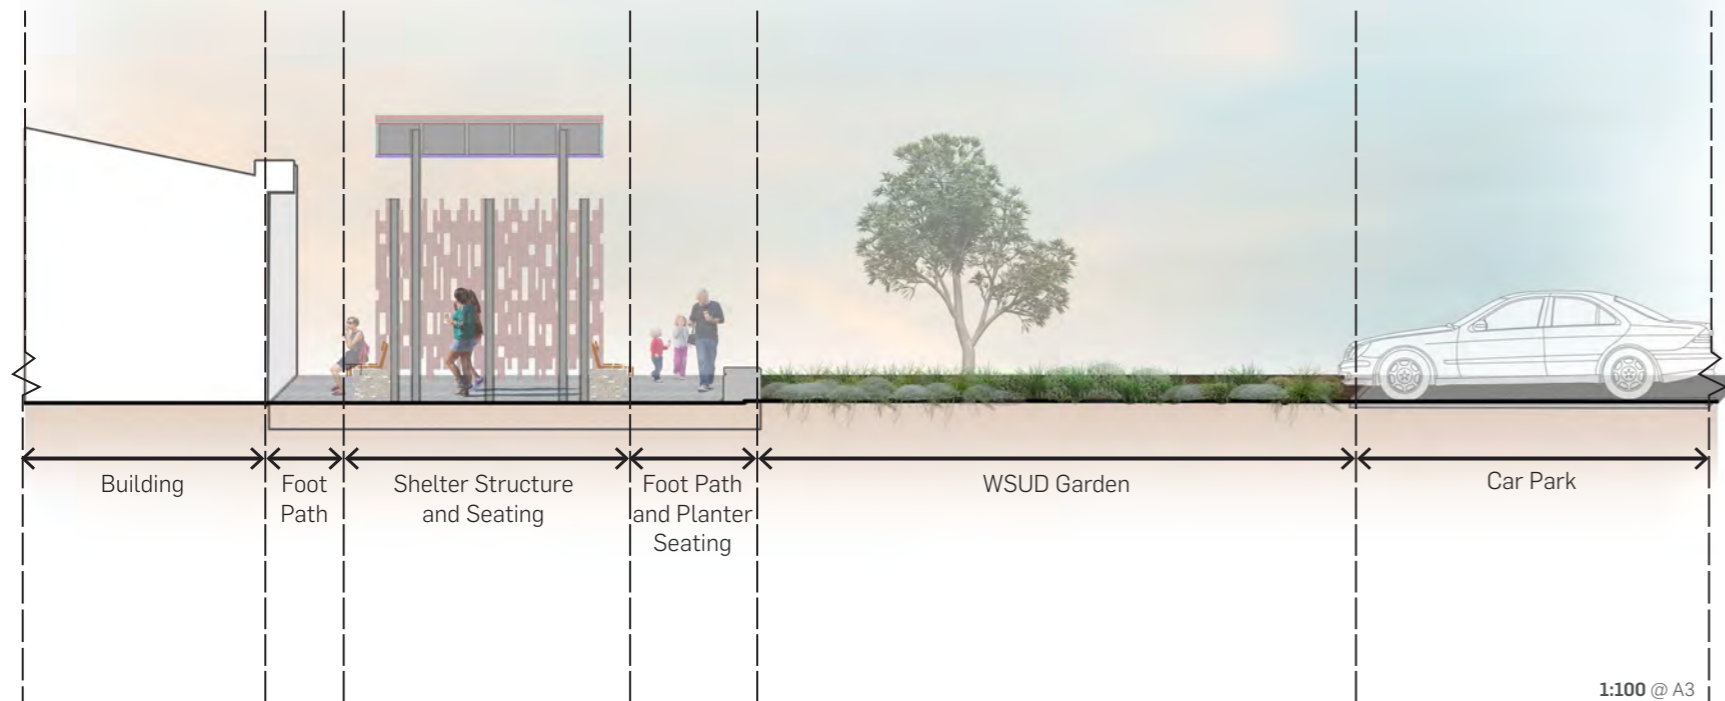 Building
Foot
Path
Shelter Structure
and Seating
Foot Path
and Planter
Seating
WSUD Garden
Car Park
1:100 @ A3